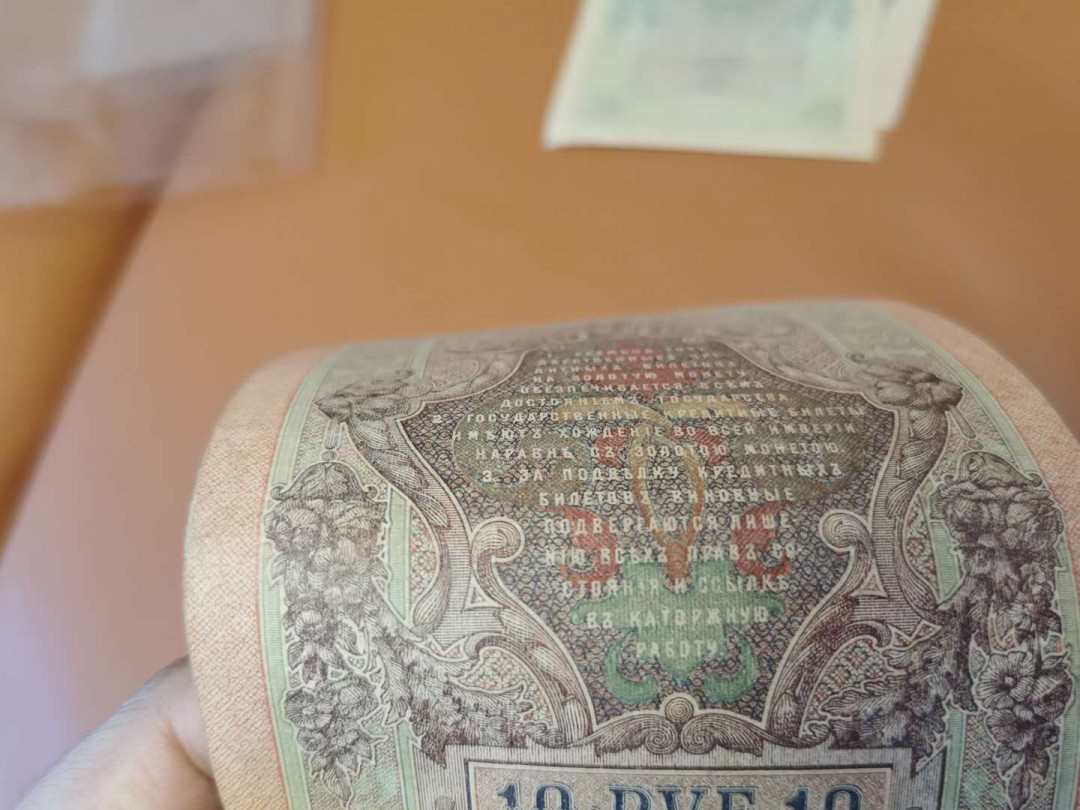 НА ЗОЛОТУЮ МОНЕ
ОБЕЗПЕЧИВАЕТСЯ ВСѢМЪ
ДОСТОЯНІЕМЪ ГОСУДАРСТВА
2. ГОСУДАРСТВЕННЫЕ КРЕДИТНЫЕ БИЛЕТЫ
ИМѢЮТЪ ХОЖДЕНІЕ ВО ВСЕЙ ИМПЕРІИ
НАРАВНѢ СЪ ЗОЛОТОЮ МОНЕТОЮ.
3. ЗА ПОДДѢЛКУ КРЕДИТНЫХЪ
БИЛЕТОВЪ ВИНОВНЫЕ
ПОДВЕРГАЮТСЯ ЛИШЕ
НІЮ ВСѢХЪ ПРАВЪ СО
СТОЯНІЯ И ССЫЛКѢ
ВЪ КАТОРЖНУЮ
РАБОТУ.
10 РУБ 10